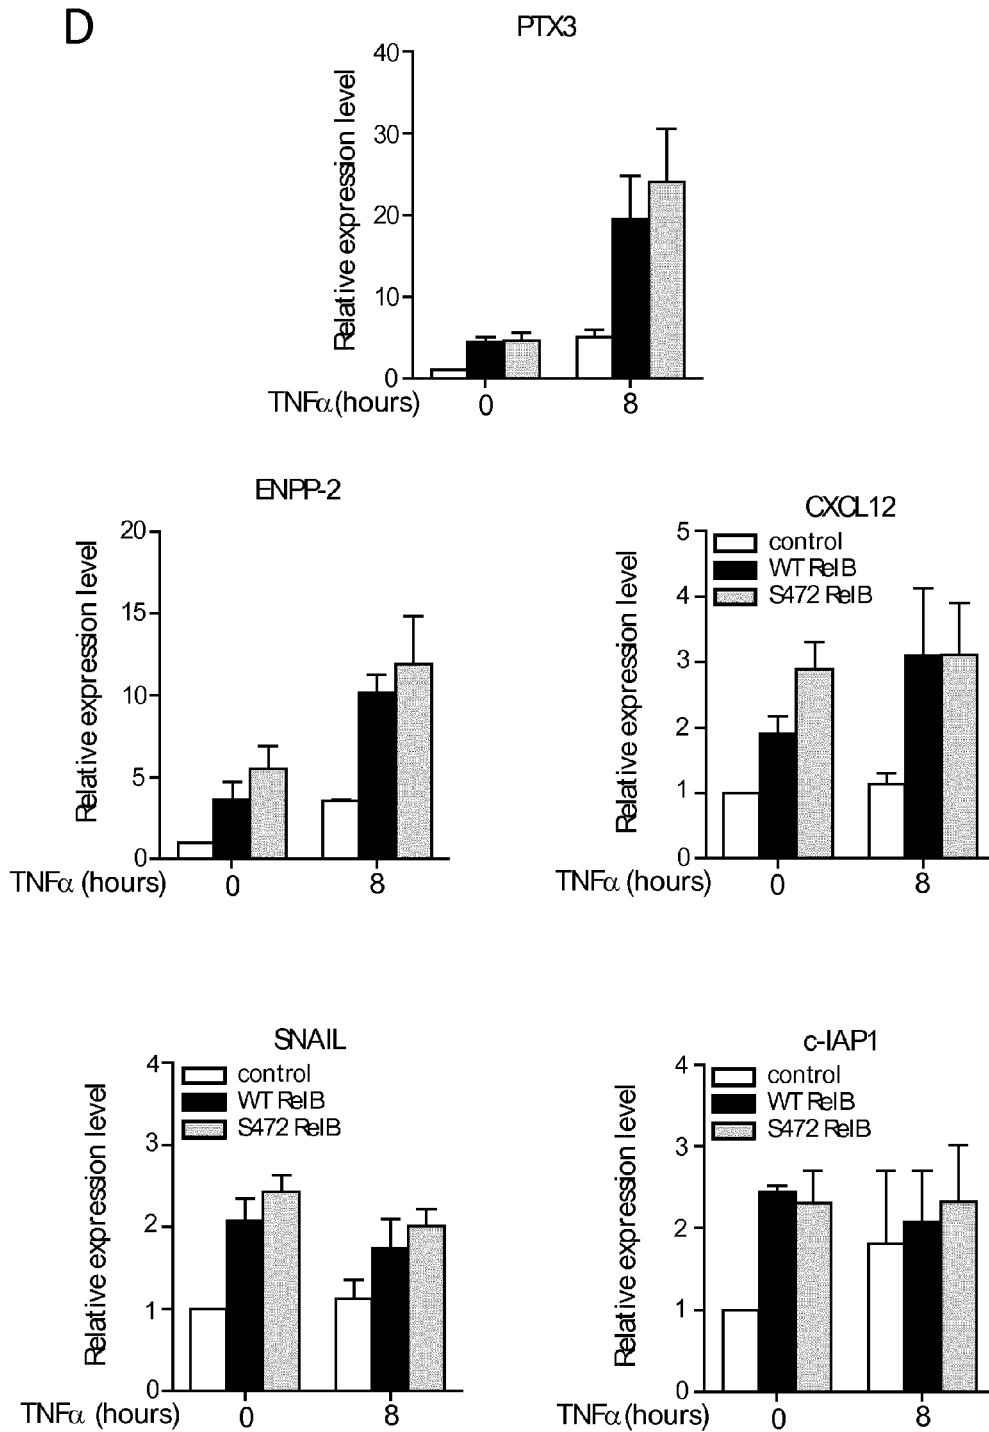 D
PTX3
Relative expression level
40
30
20
10
0
TNFα(hours)
0
8
ENPP-2
Relative expression level
20
15
10
5
0
TNFα (hours)
0
8
CXCL12
Relative expression level
5
4
3
2
1
0
control
WT RelB
S472 RelB
TNFα (hours)
0
8
SNAIL
Relative expression level
4
3
2
1
0
control
WT RelB
S472 RelB
TNFα (hours)
0
8
c-IAP1
Relative expression level
4
3
2
1
0
control
WT RelB
S472 RelB
TNFα (hours)
0
8